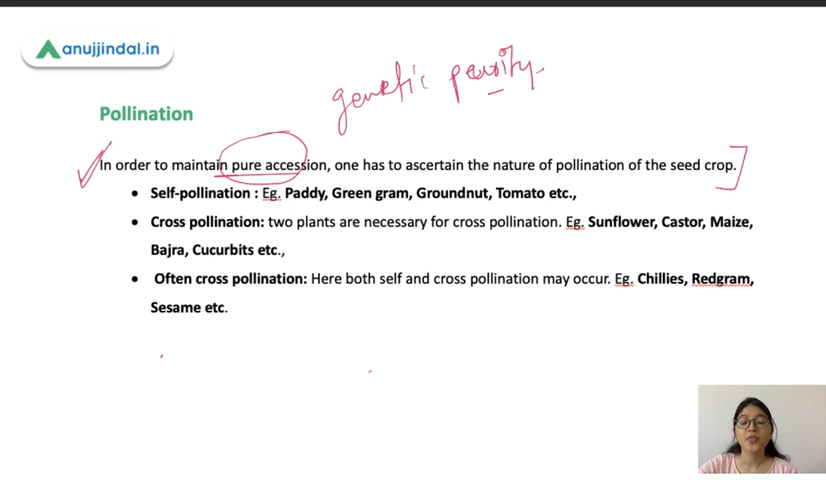 anujjindal.in
genetic purity.
Pollination
In order to maintain pure accession, one has to ascertain the nature of pollination of the seed crop.
• Self-pollination : Eg. Paddy, Green gram, Groundnut, Tomato etc.,
• Cross pollination: two plants are necessary for cross pollination. Eg. Sunflower, Castor, Maize,
Bajra, Cucurbits etc.,
• Often cross pollination: Here both self and cross pollination may occur. Eg. Chillies, Redgram,
Sesame etc.